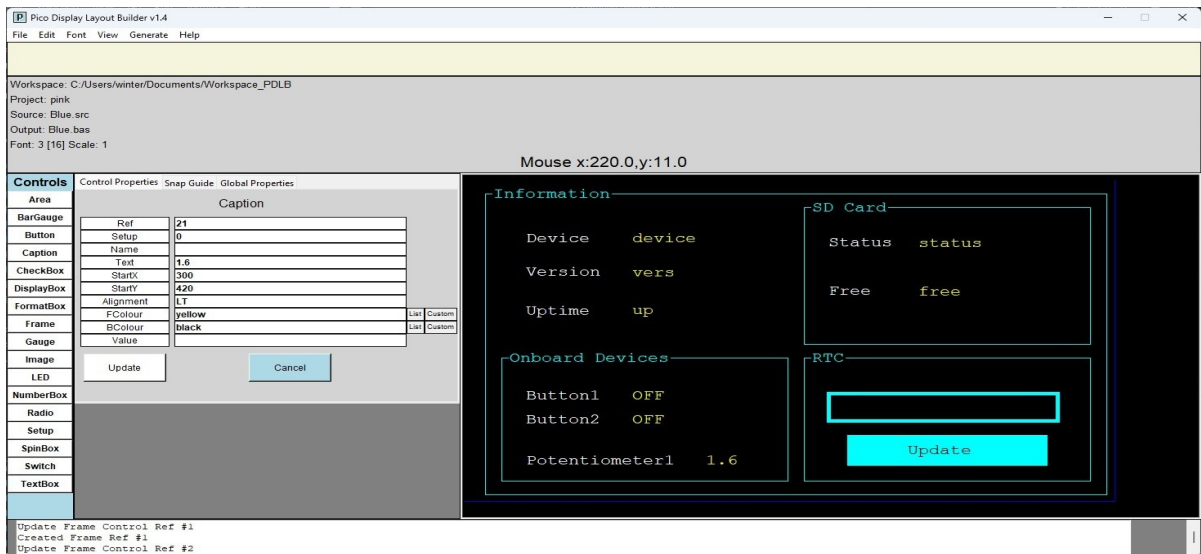 P Pico Display Layout Builder v1.4
File Edit Font View Generate Help
Workspace: C:/Users/winter/Documents/Workspace_PDLB
Project: pink
Source: Blue.src
Output: Blue.bas
Font: 3 [16] Scale: 1
Mouse x:220.0,y:11.0
Controls
Area
BarGauge
Button
Caption
CheckBox
DisplayBox
FormatBox
Frame
Gauge
Image
LED
NumberBox
Radio
Setup
SpinBox
Switch
TextBox
Control Properties Snap Guide Global Properties
Caption
Ref 21
Setup 0
Name
Text 1.6
StartX 300
StartY 420
Alignment LT
FColour yellow List Custom
BColour black List Custom
Value
Update Cancel
Information
Device device
Version vers
Uptime up
SD Card
Status status
Free free
Onboard Devices
Button1 OFF
Button2 OFF
Potentiometer1 1.6
RTC
Update
Update Frame Control Ref #1
Created Frame Ref #1
Update Frame Control Ref #2